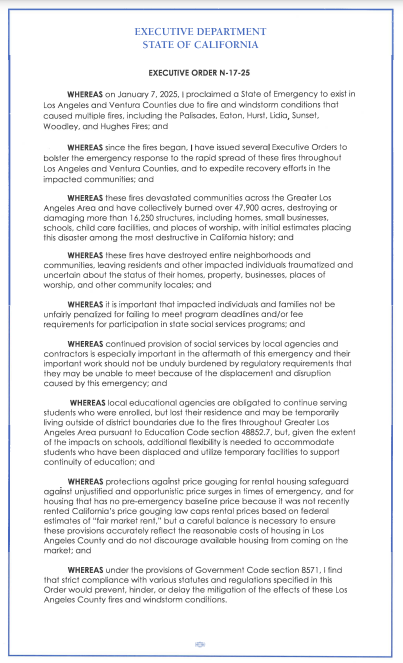 EXECUTIVE DEPARTMENT
STATE OF CALIFORNIA
EXECUTIVE ORDER N-17-25
WHEREAS on January 7, 2025, I proclaimed a State of Emergency to exist in
Los Angeles and Ventura Counties due to fire and windstorm conditions that
caused multiple fires, including the Palisades, Eaton, Hurst, Lidia, Sunset,
Woodley, and Hughes Fires; and
WHEREAS since the fires began, I have issued several Executive Orders to
bolster the emergency response to the rapid spread of these fires throughout
Los Angeles and Ventura Counties, and to expedite recovery efforts in the
impacted communities; and
WHEREAS these fires devastated communities across the Greater Los
Angeles Area and have collectively burned over 47,900 acres, destroying or
damaging more than 16,250 structures, including homes, small businesses,
schools, child care facilities, and places of worship, with initial estimates placing
this disaster among the most destructive in California history; and
WHEREAS these fires have destroyed entire neighborhoods and
communities, leaving residents and other impacted individuals traumatized and
uncertain about the status of their homes, property, businesses, places of
worship, and other community locales; and
WHEREAS it is important that impacted individuals and families not be
unfairly penalized for failing to meet program deadlines and/or fee
requirements for participation in state social services programs; and
WHEREAS continued provision of social services by local agencies and
contractors is especially important in the aftermath of this emergency and their
important work should not be unduly burdened by regulatory requirements that
they may be unable to meet because of the displacement and disruption
caused by this emergency; and
WHEREAS local educational agencies are obligated to continue serving
students who were enrolled, but lost their residence and may be temporarily
living outside of district boundaries due to the fires throughout Greater Los
Angeles Area pursuant to Education Code section 48852.7, but, given the extent
of the impacts on schools, additional flexibility is needed to accommodate
students who have been displaced and utilize temporary facilities to support
continuity of education; and
WHEREAS protections against price gouging for rental housing safeguard
against unjustified and opportunistic price surges in times of emergency, and for
housing that has no pre-emergency baseline price because it was not recently
rented California's price gouging law caps rental prices based on federal
estimates of "fair market rent," but a careful balance is necessary to ensure
these provisions accurately reflect the reasonable costs of housing in Los
Angeles County and do not discourage available housing from coming on the
market; and
WHEREAS under the provisions of Government Code section 8571, I find
that strict compliance with various statutes and regulations specified in this
Order would prevent, hinder, or delay the mitigation of the effects of these Los
Angeles County fires and windstorm conditions.